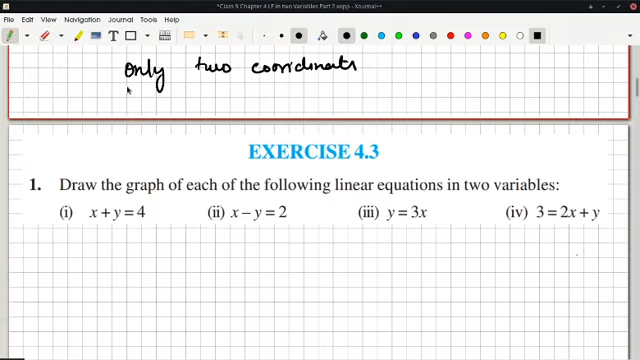 *Class 9 Chapter 4 LE in two Variables Part 2.xopp - Xournal++
File Edit View Navigation Journal Tools Help
only two coordinats
EXERCISE 4.3
1. Draw the graph of each of the following linear equations in two variables:
(i) x + y = 4 (ii) x – y = 2 (iii) y = 3x (iv) 3 = 2x + y